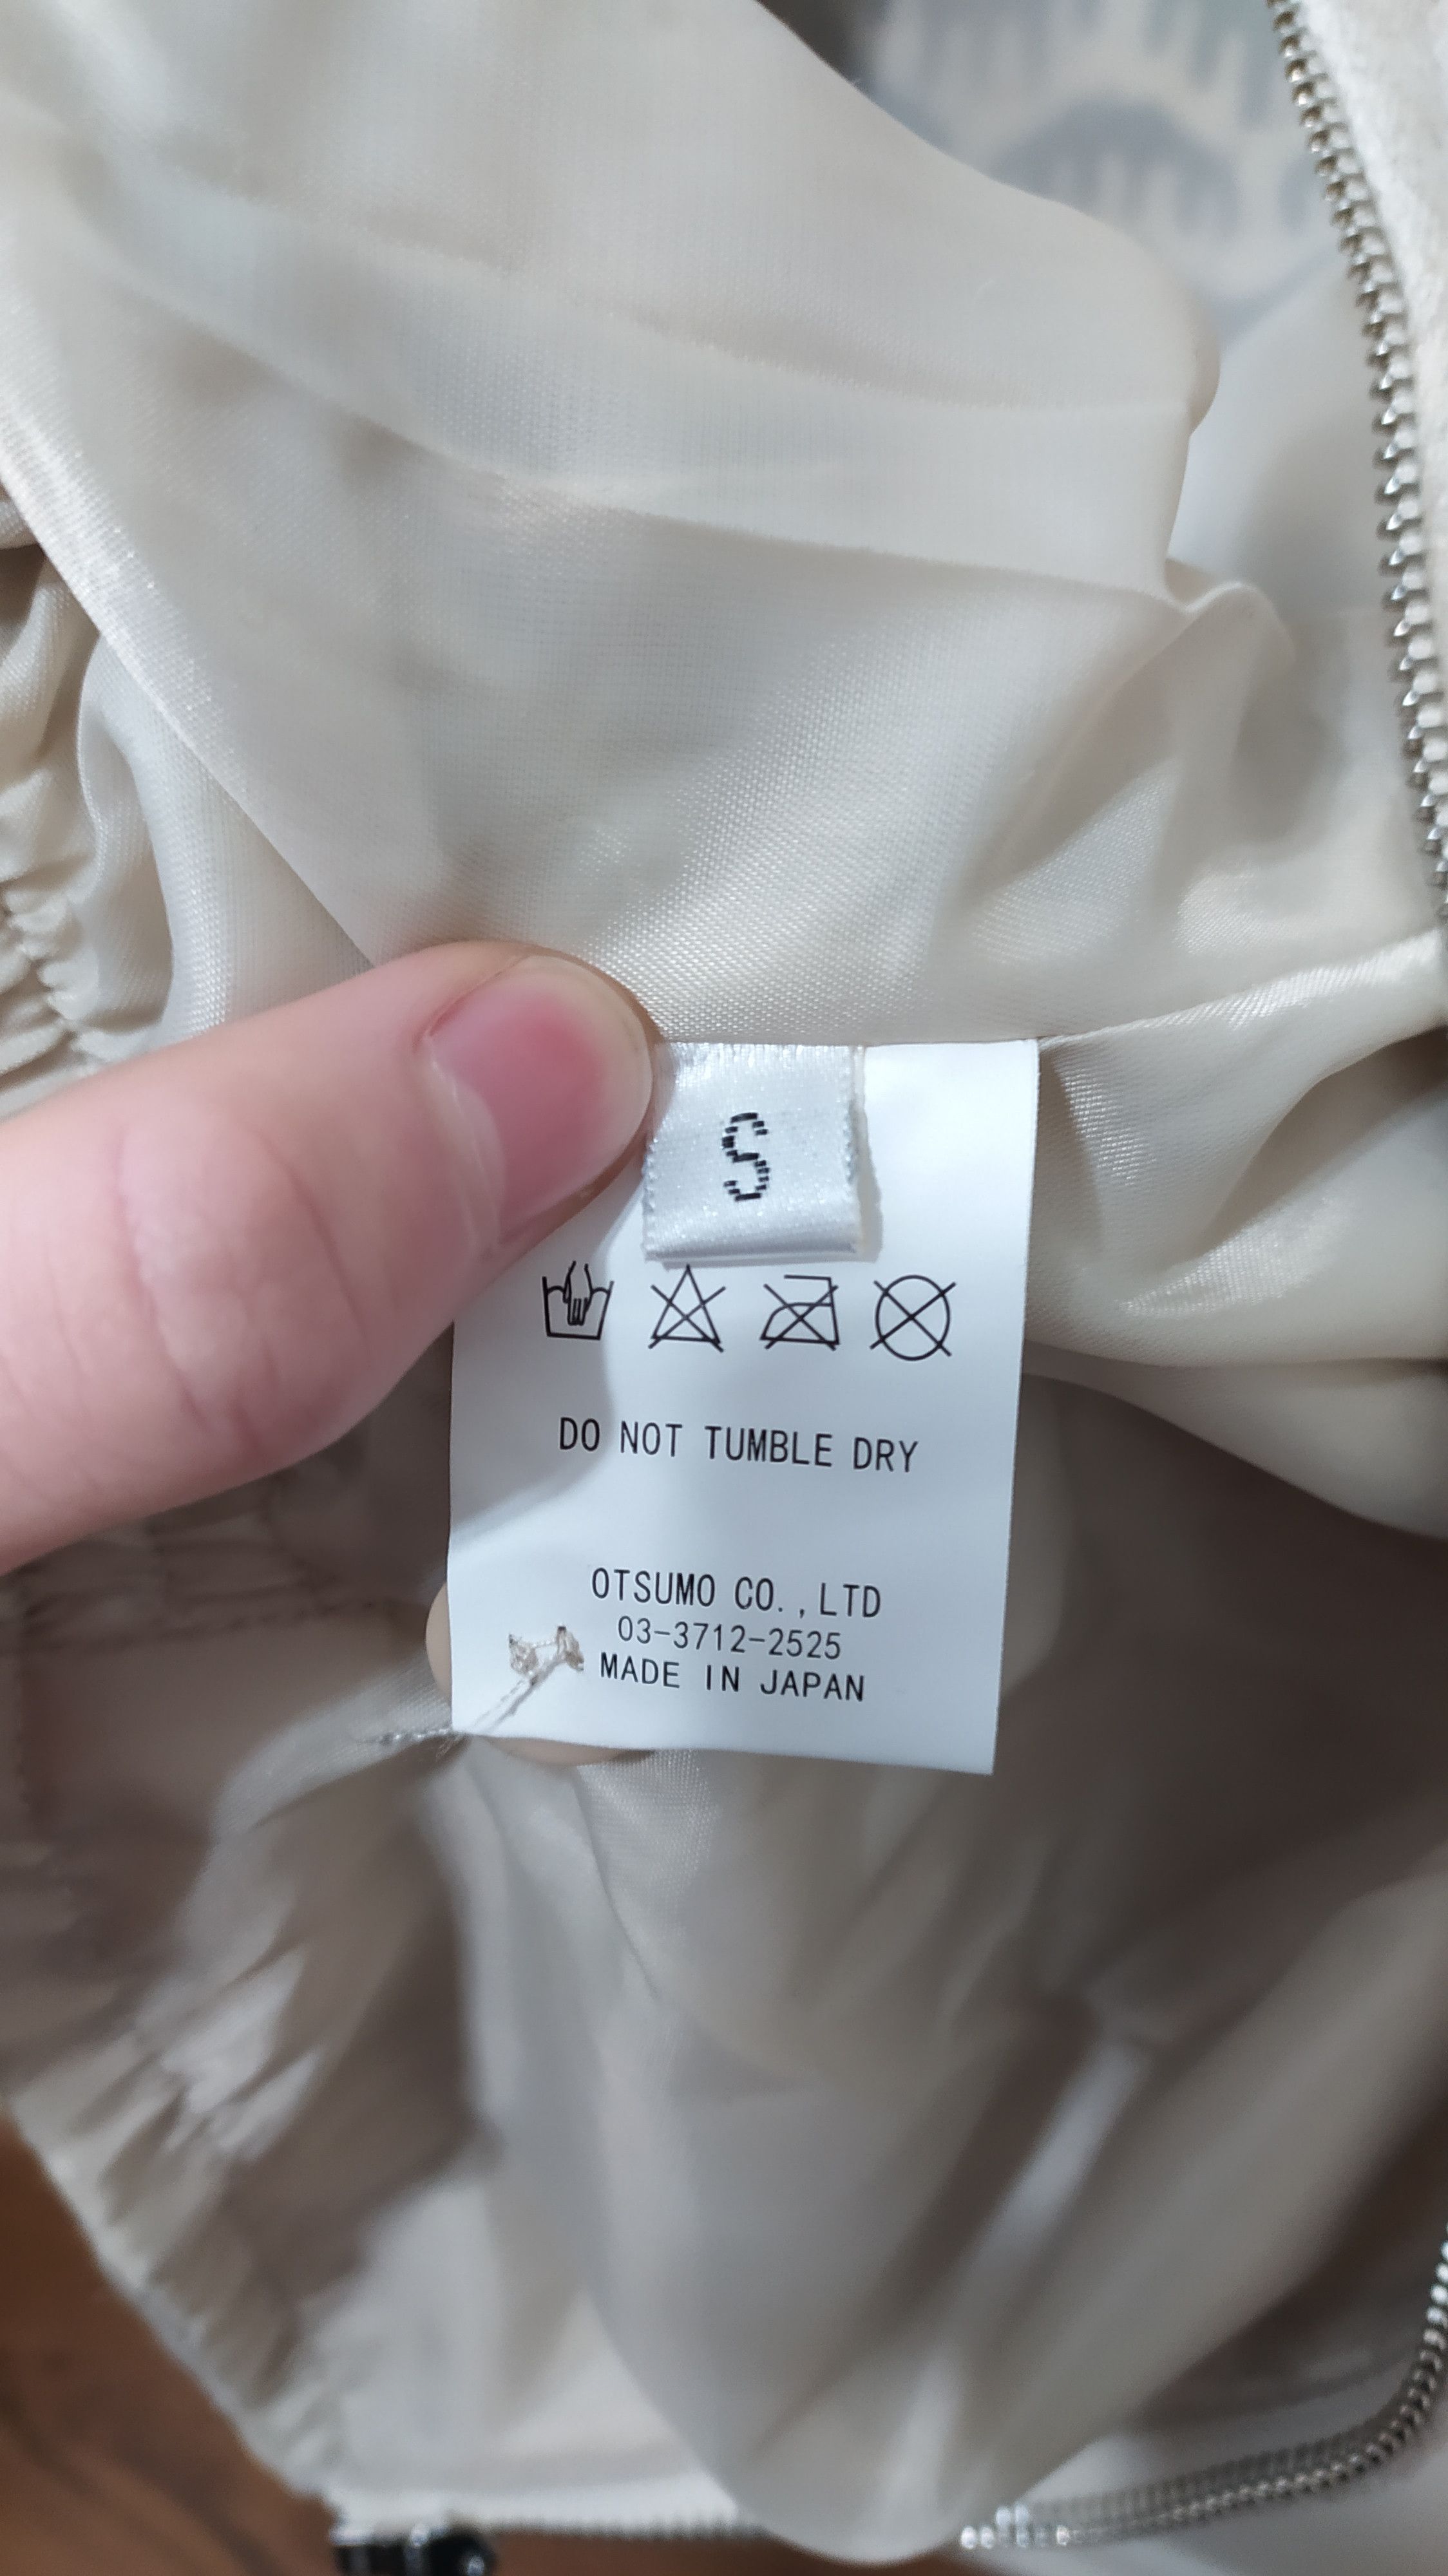 S
DO NOT TUMBLE DRY
OTSUMO CO.,LTD
03-3712-2525
MADE IN JAPAN